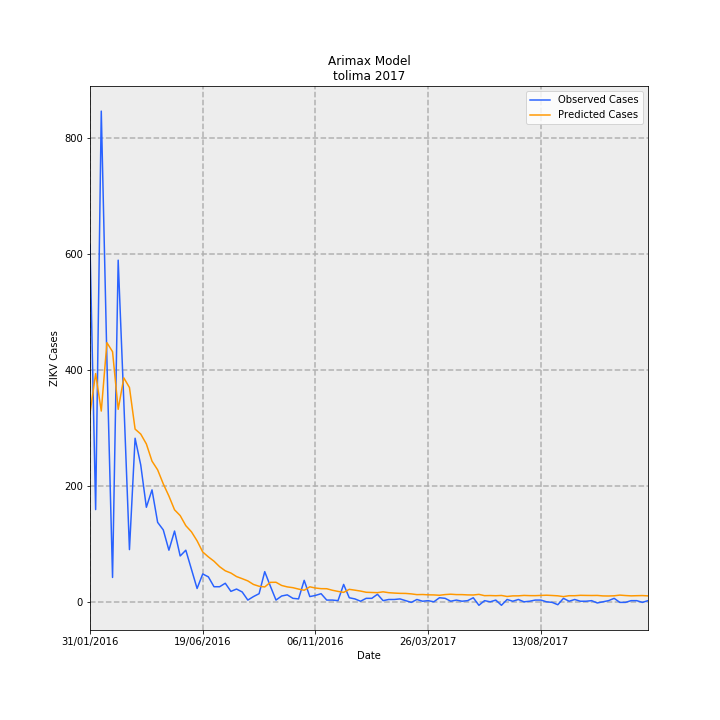 Arimax Model
tolima 2017
Observed Cases
Predicted Cases
800
600
400
200
0
ZIKV Cases
31/01/2016
19/06/2016
06/11/2016
26/03/2017
13/08/2017
Date